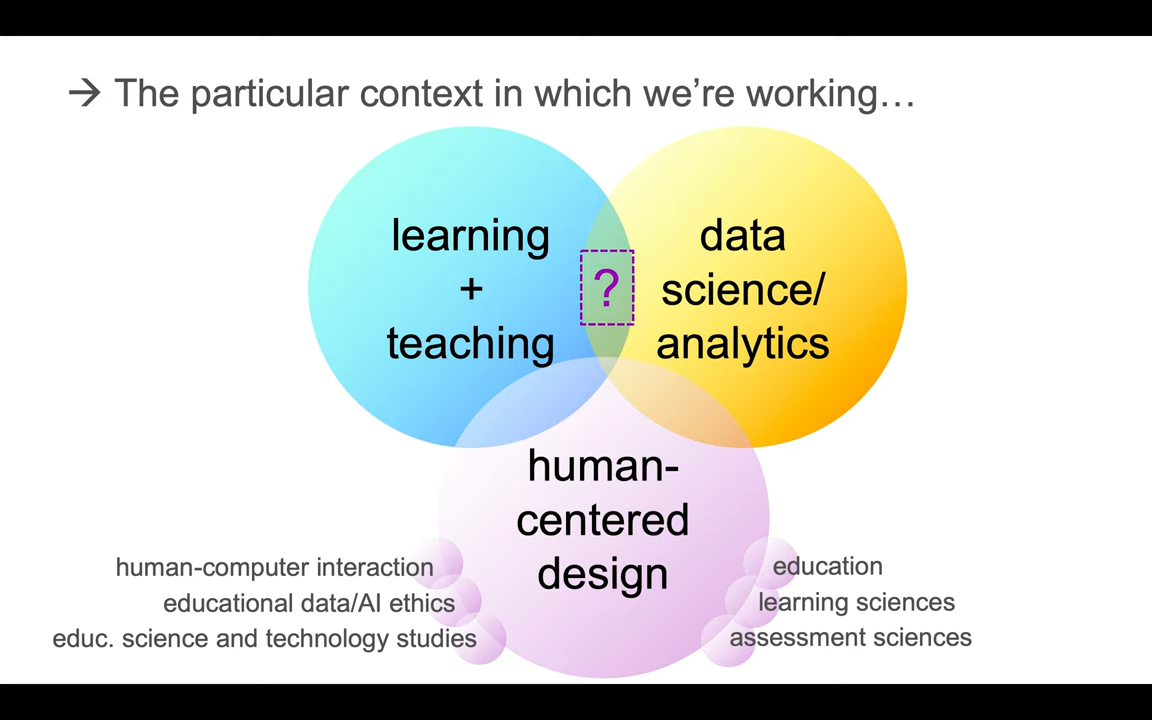 → The particular context in which we’re working…
learning
+
teaching
?
data
science/
analytics
human-
centered
design
human-computer interaction
educational data/AI ethics
educ. science and technology studies
education
learning sciences
assessment sciences